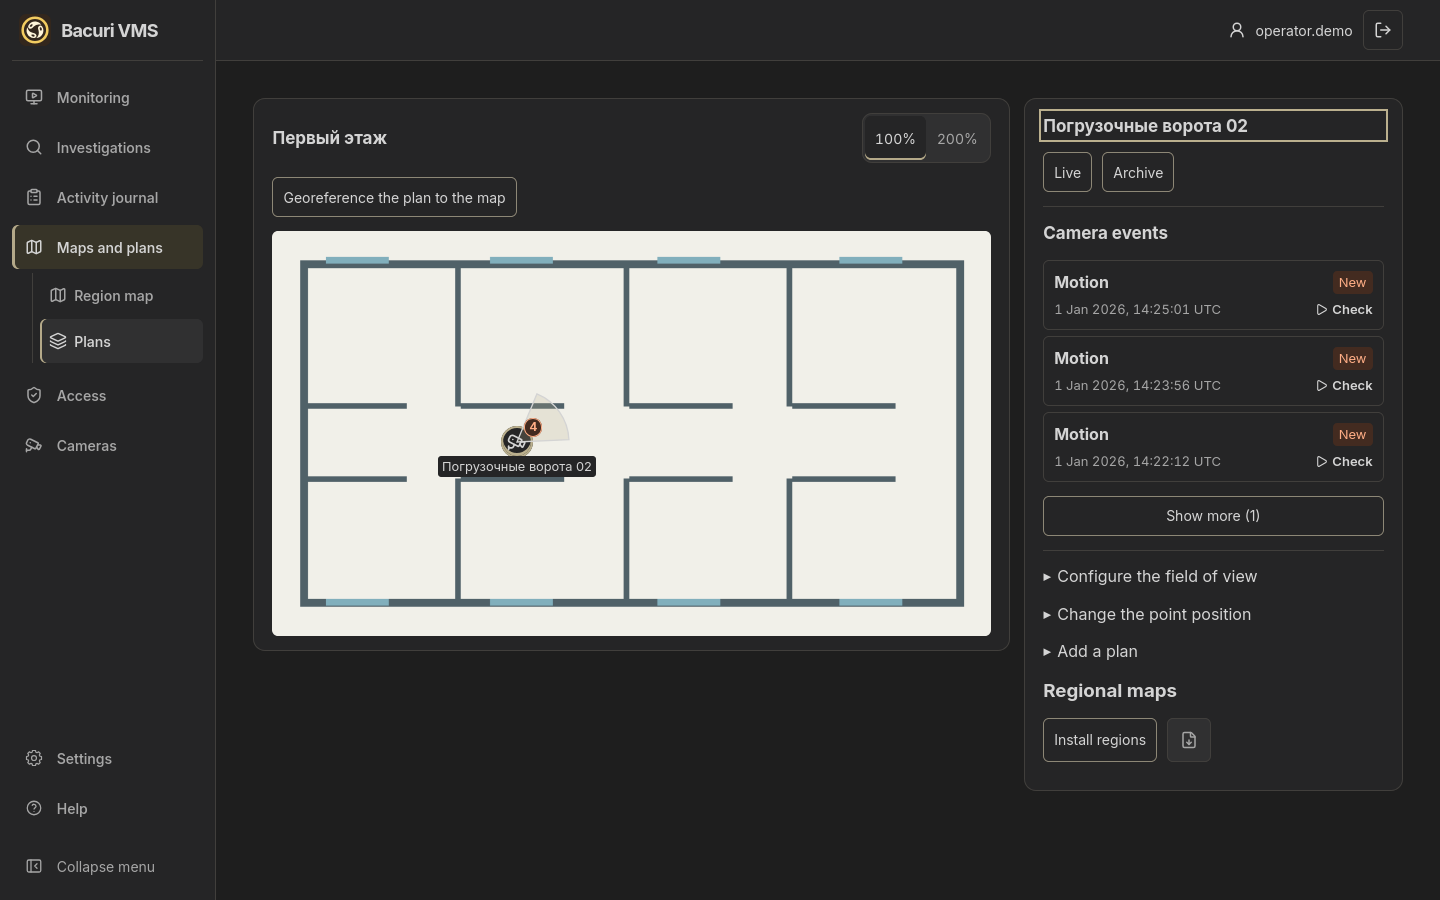 Bacuri VMS
operator.demo
Monitoring
Investigations
Activity journal
Maps and plans
Region map
Plans
Access
Cameras
Settings
Help
Collapse menu
Первый этаж
100%
200%
Georeference the plan to the map
4
Погрузочные ворота 02
Погрузочные ворота 02
Live
Archive
Camera events
Motion
New
1 Jan 2026, 14:25:01 UTC
Check
Motion
New
1 Jan 2026, 14:23:56 UTC
Check
Motion
New
1 Jan 2026, 14:22:12 UTC
Check
Show more (1)
Configure the field of view
Change the point position
Add a plan
Regional maps
Install regions